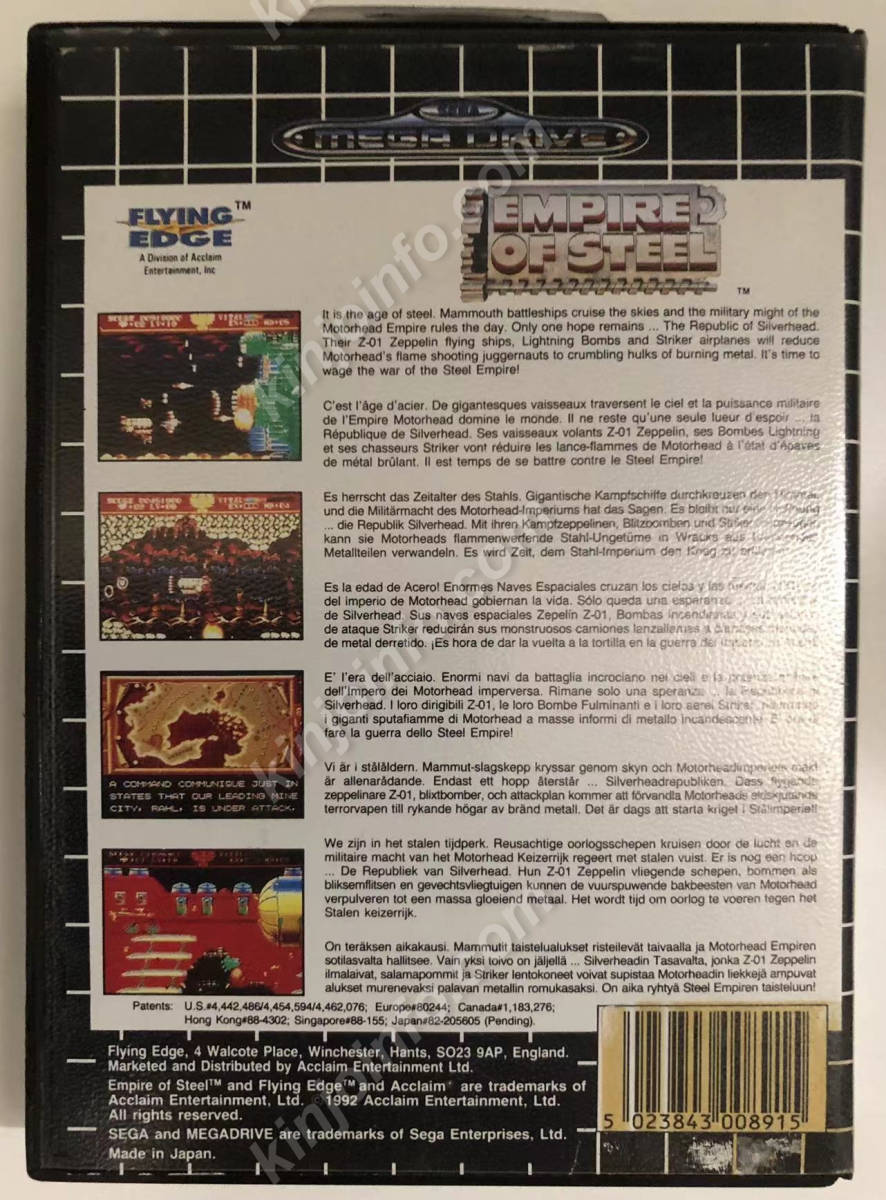 SEGA
MEGA DRIVE
FLYING EDGE™
A Division of Acclaim
Entertainment, Inc
EMPIRE
OF STEEL
™
It is the age of steel. Mammouth battleships cruise the skies and the military might of the
Motorhead Empire rules the day. Only one hope remains ... The Republic of Silverhead.
Their Z-01 Zeppelin flying ships, Lightning Bombs and Striker airplanes will reduce
Motorhead's flame shooting juggernauts to crumbling hulks of burning metal. It's time to
wage the war of the Steel Empire!
C'est l'âge d'acier. De gigantesques vaisseaux traversent le ciel et la puissance militaire
de l'Empire Motorhead domine le monde. Il ne reste qu'une seule lueur d'espoir ... la
République de Silverhead. Ses vaisseaux volants Z-01 Zeppelin, ses Bombes Lightning
et ses chasseurs Striker vont réduire les lance-flammes de Motorhead à l'état d'épaves
de métal brûlant. Il est temps de se battre contre le Steel Empire!
Es herrscht das Zeitalter des Stahls. Gigantische Kampfschiffe durchkreuzen den
und die Militärmacht des Motorhead-Imperiums hat das Sagen. Es bleibt nur eine
... die Republik Silverhead. Mit ihren Kampfzeppelinen, Blitzbomben und
kann sie Motorheads flammenwerfende Stahl-Ungetüme in Wracks aus
Metallteilen verwandeln. Es wird Zeit, dem Stahl-Imperium den Krieg zu
Es la edad de Acero! Enormes Naves Espaciales cruzan los cielos y las
del imperio de Motorhead gobiernan la vida. Sólo queda una esperanza
de Silverhead. Sus naves espaciales Zepelin Z-01, Bombas
de ataque Striker reducirán sus monstruosos camiones lanzallamas a
de metal derretido. ¡Es hora de dar la vuelta a la tortilla en la guerra del
E' l'era dell'acciaio. Enormi navi da battaglia incrociano nei cieli e la
dell'Impero dei Motorhead imperversa. Rimane solo una speranza ... la
Silverhead. I loro dirigibili Z-01, le loro Bombe Fulminanti e i loro aerei
i giganti sputafiamme di Motorhead a masse informi di metallo incandescente.
fare la guerra dello Steel Empire!
Vi är i stålåldern. Mammut-slagskepp kryssar genom skyn och Motorheadimperiets makt
är allenarådande. Endast ett hopp återstår ... Silverheadrepubliken. Dess flygande
zeppelinare Z-01, blixtbomber, och attackplan kommer att förvandla Motorheads eldskjutande
terrorvapen till rykande högar av bränd metall. Det är dags att starta kriget i Stålimperiet!
We zijn in het stalen tijdperk. Reusachtige oorlogsschepen kruisen door de lucht en de
militaire macht van het Motorhead Keizerrijk regeert met stalen vuist. Er is nog een hoop
... De Republiek van Silverhead. Hun Z-01 Zeppelin vliegende schepen, bommen als
bliksemflitsen en gevechtsvliegtuigen kunnen de vuurspuwende bakbeesten van Motorhead
verpulveren tot een massa gloeiend metaal. Het wordt tijd om oorlog te voeren tegen het
Stalen keizerrijk.
On teräksen aikakausi. Mammutit taistelualukset risteilevät taivaalla ja Motorhead Empiren
sotilasvalta hallitsee. Vain yksi toivo on jäljellä ... Silverheadin Tasavalta, jonka Z-01 Zeppelin
ilmalaivat, salamapommit ja Striker lentokoneet voivat supistaa Motorheadin liekkejä ampuvat
alukset murenevaksi palavan metallin romukasaksi. On aika ryhtyä Steel Empiren taisteluun!
A COMMAND COMMUNIQUE JUST IN
STATES THAT OUR LEADING MINE
CITY, RAHL, IS UNDER ATTACK.
Patents: U.S.#4,442,486/4,454,594/4,462,076; Europe#80244; Canada#1,183,276;
Hong Kong#88-4302; Singapore#88-155; Japan#82-205605 (Pending).
Flying Edge, 4 Walcote Place, Winchester, Hants, SO23 9AP, England.
Marketed and Distributed by Acclaim Entertainment Ltd.
Empire of Steel™ and Flying Edge™ and Acclaim® are trademarks of
Acclaim Entertainment, Ltd. © 1992 Acclaim Entertainment, Ltd.
All rights reserved.
SEGA and MEGADRIVE are trademarks of Sega Enterprises, Ltd.
Made in Japan.
5 023843 008915
kinjoinfo.com